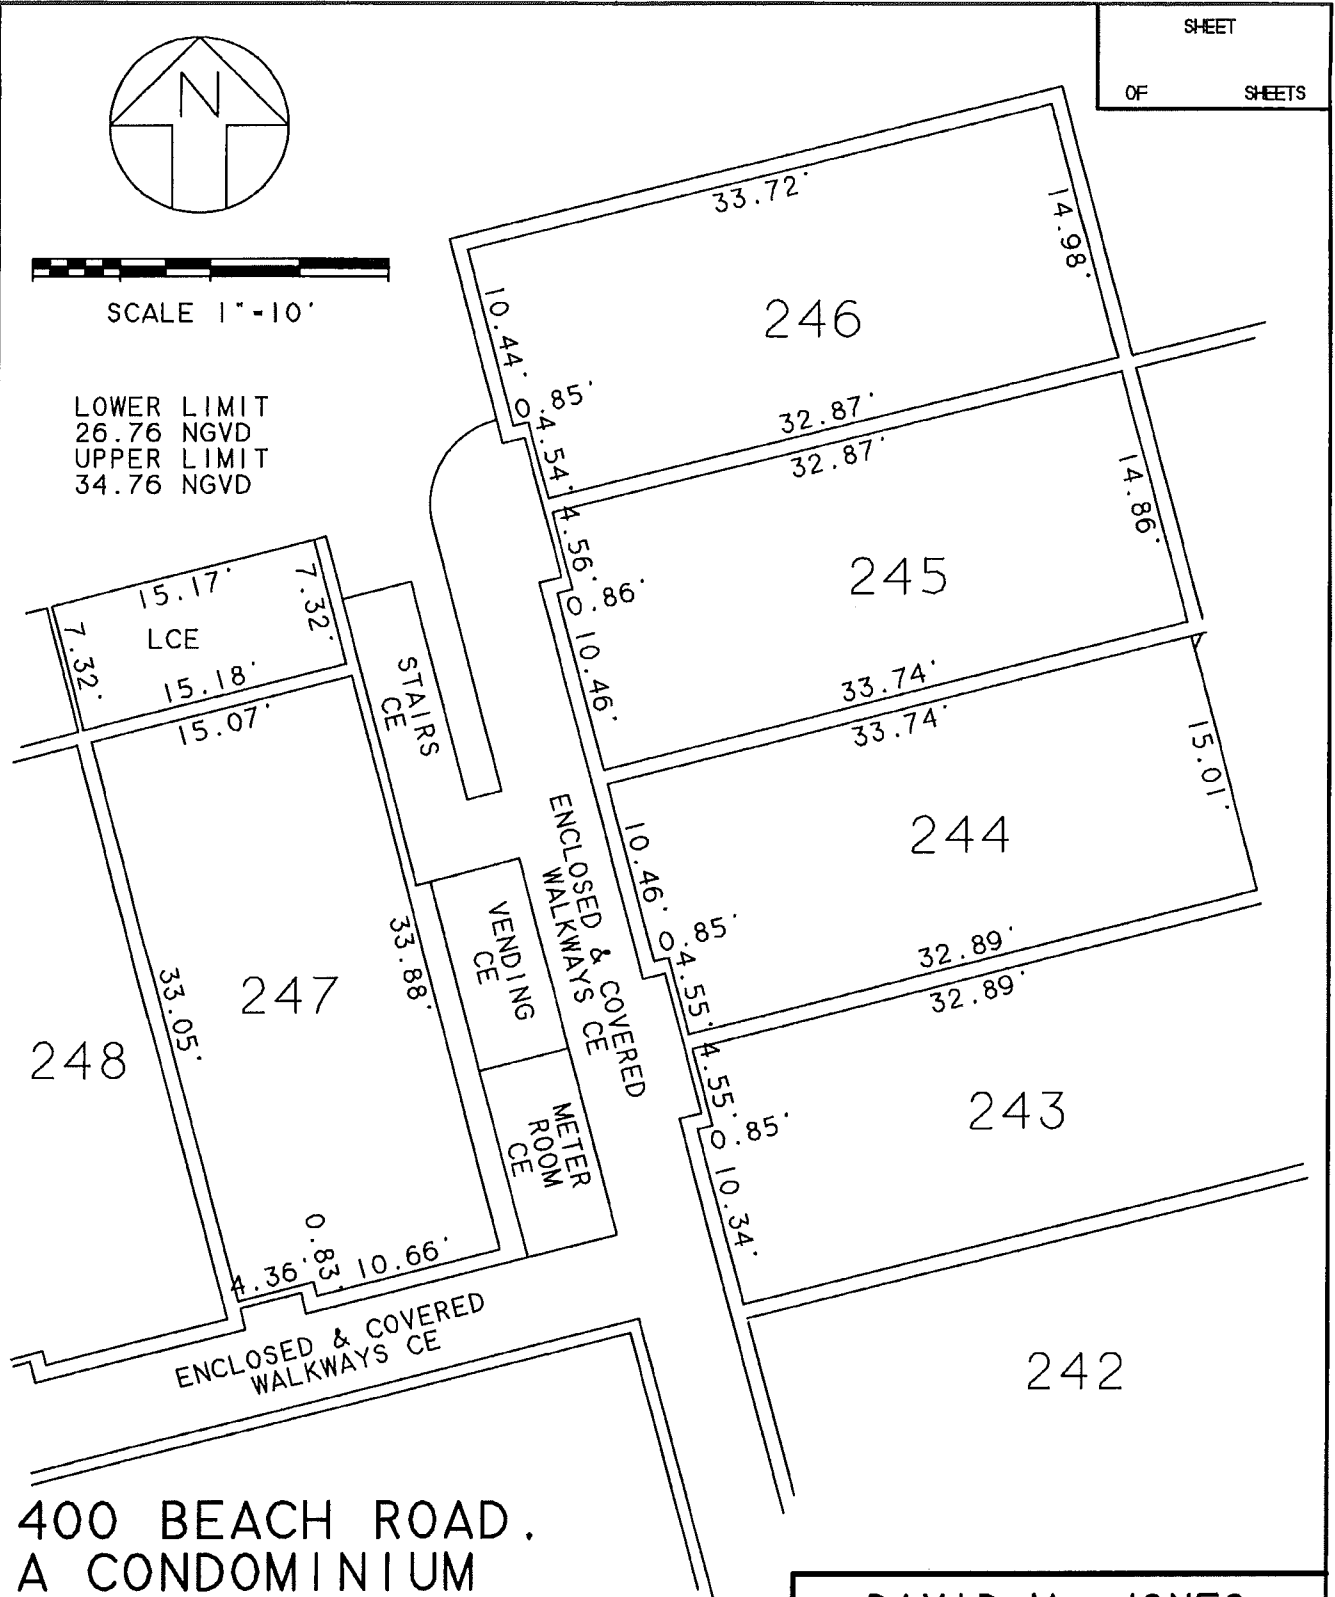 SHEET
OF SHEETS
N
SCALE 1"-10'
LOWER LIMIT
26.76 NGVD
UPPER LIMIT
34.76 NGVD
33.72'
14.98'
10.44'
246
0.85'
4.54'
32.87'
32.87'
14.86'
4.56'
245
0.86'
10.46'
33.74'
33.74'
15.01'
244
10.46'
0.85'
4.55'
32.89'
32.89'
4.55'
243
0.85'
10.34'
242
15.17'
7.32'
7.32'
LCE
15.18'
15.07'
STAIRS
CE
ENCLOSED & COVERED
WALKWAYS CE
VENDING
CE
33.88'
33.05'
247
248
METER
ROOM
CE
4.36'
0.83'
10.66'
ENCLOSED & COVERED
WALKWAYS CE
400 BEACH ROAD.
A CONDOMINIUM